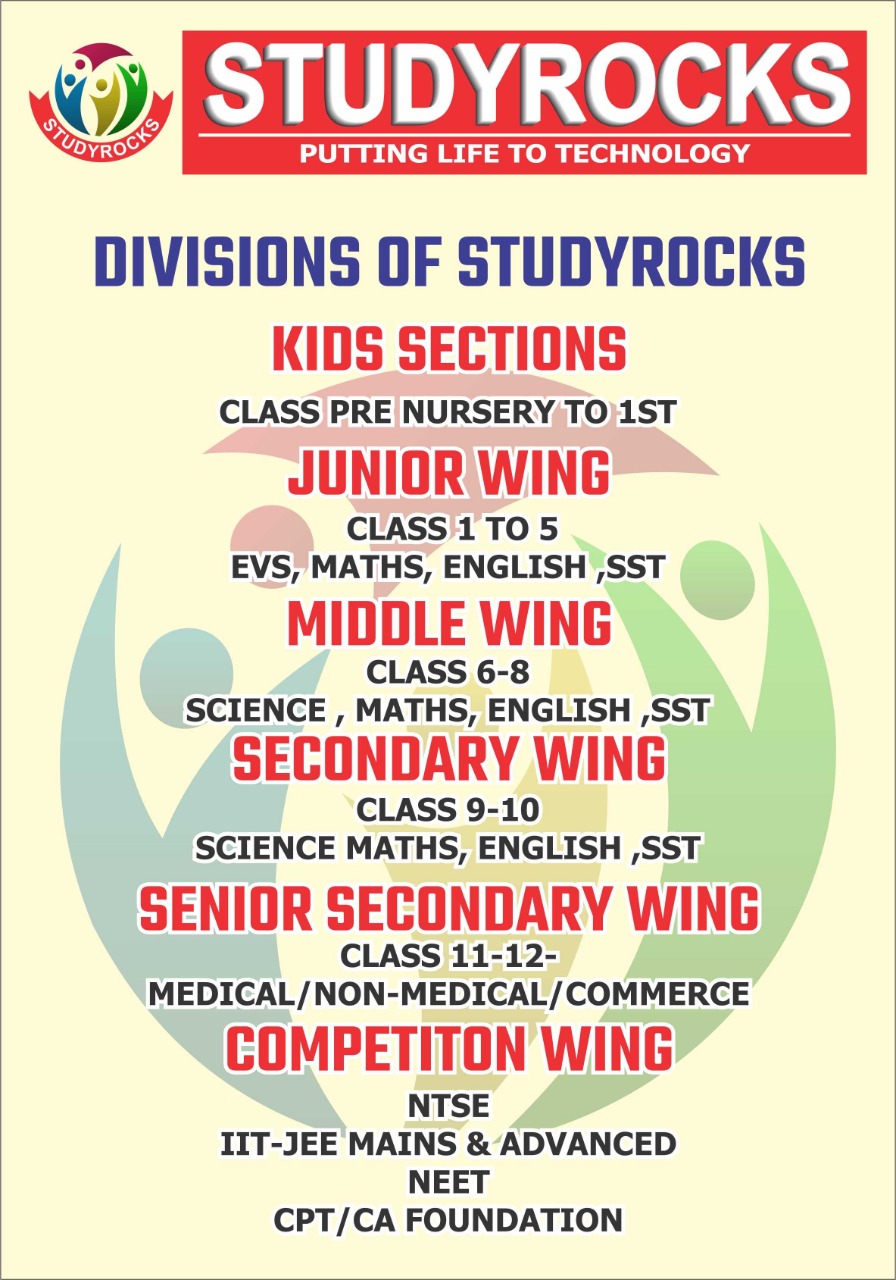 STUDYROCKS
STUDYROCKS
PUTTING LIFE TO TECHNOLOGY
DIVISIONS OF STUDYROCKS
KIDS SECTIONS
CLASS PRE NURSERY TO 1ST
JUNIOR WING
CLASS 1 TO 5
EVS, MATHS, ENGLISH ,SST
MIDDLE WING
CLASS 6-8
SCIENCE , MATHS, ENGLISH ,SST
SECONDARY WING
CLASS 9-10
SCIENCE MATHS, ENGLISH ,SST
SENIOR SECONDARY WING
CLASS 11-12-
MEDICAL/NON-MEDICAL/COMMERCE
COMPETITON WING
NTSE
IIT-JEE MAINS & ADVANCED
NEET
CPT/CA FOUNDATION